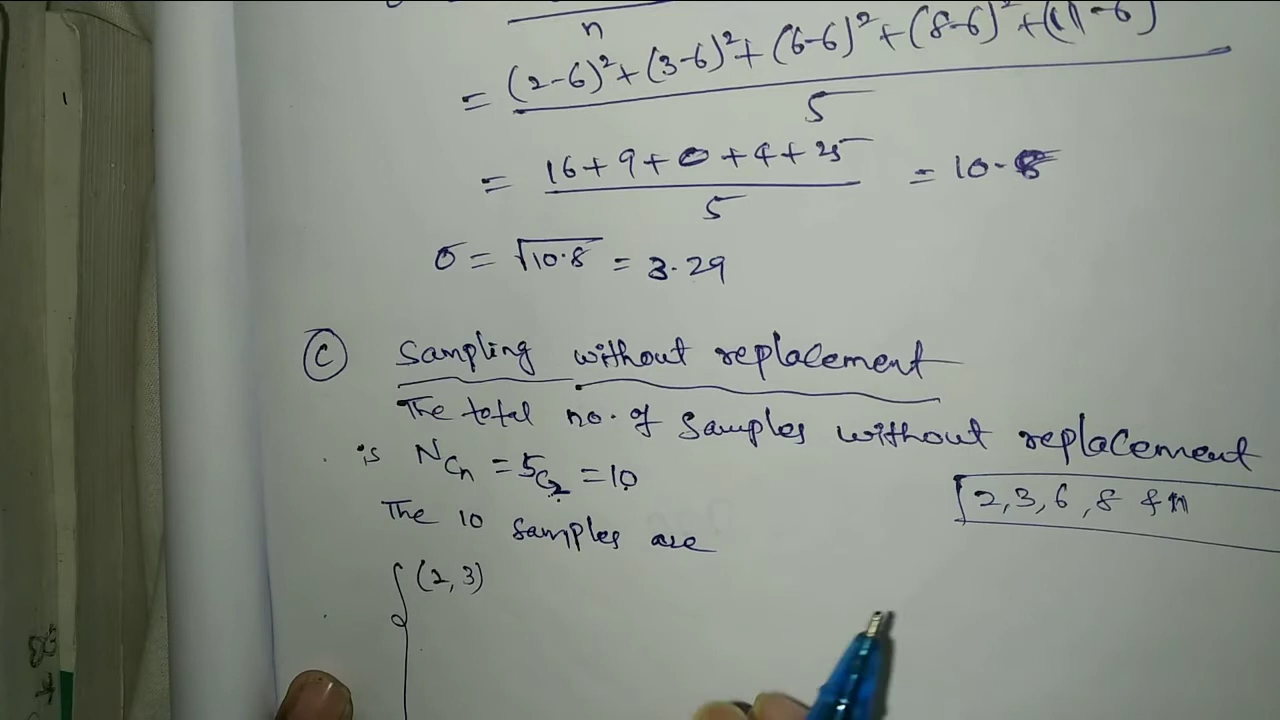 n
= (2-6)²+(3-6)²+(6-6)²+(8-6)²+(11-6)
5
= 16+9+0+4+25 = 10.8
5
σ = √10.8 = 3.29
(C) Sampling without replacement
The total no. of samples without replacement
is NCn = 5C2 = 10
2, 3, 6, 8 & 11
The 10 samples are
{ (2, 3)